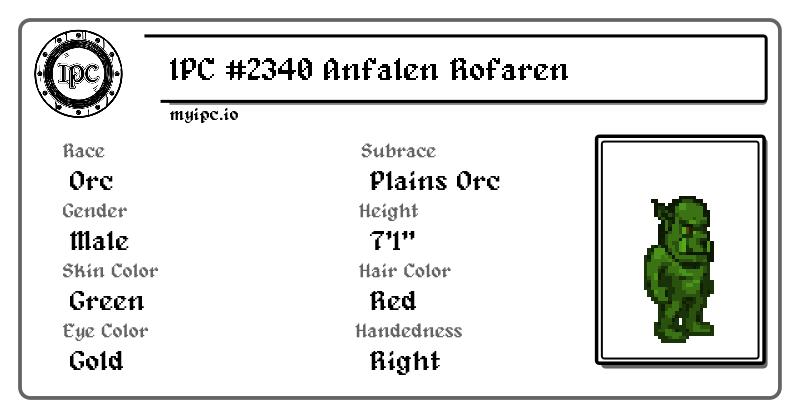 IPC
IPC #2340 Anfalen Rofaren
myipc.io
Race
Subrace
Orc
Plains Orc
Gender
Height
Male
7'1"
Skin Color
Hair Color
Green
Red
Eye Color
Handedness
Gold
Right